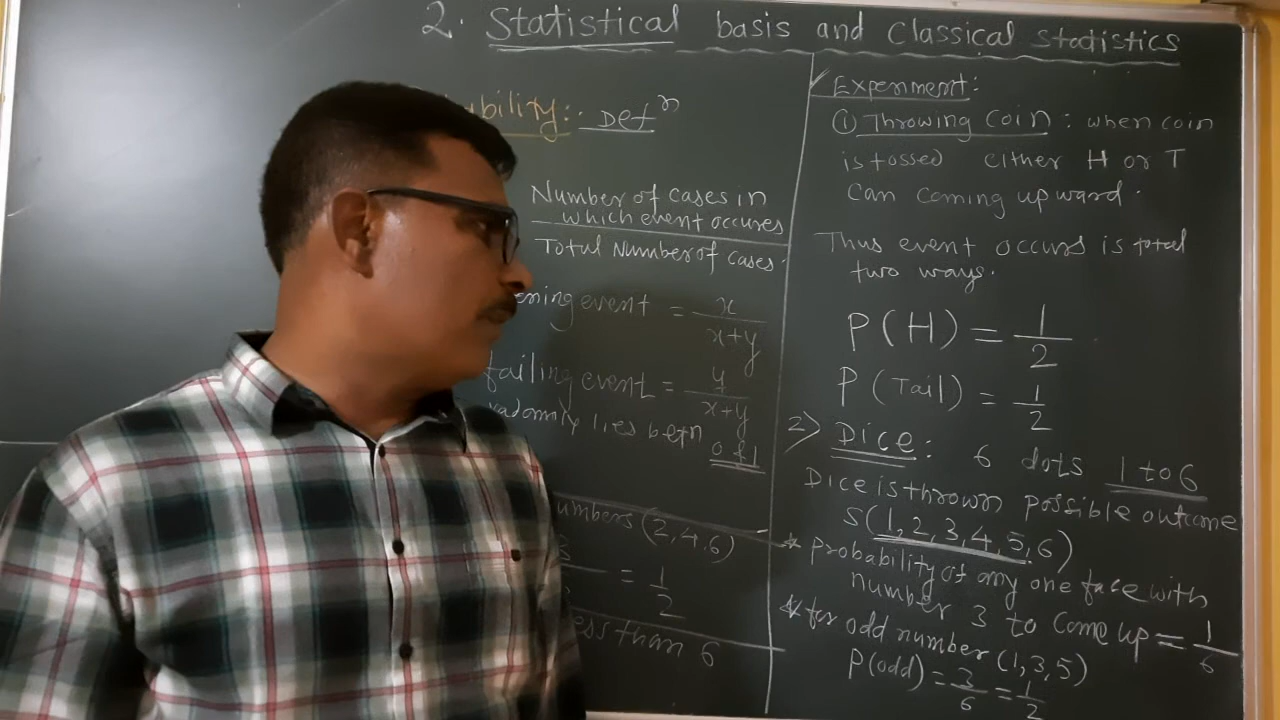 2. Statistical basis and Classical statistics
bility: Defn
Number of cases in
which event occures
Total Number of cases.
ening event = x/x+y
failing event = y/x+y
radomly lies betn 0 & 1
umbers (2,4,6)
3 = 1/2
ess than 6
Experiment:
① Throwing coin: when coin
is tossed either H or T
can coming upward.
Thus event occurs is total
two ways.
P(H) = 1/2
P(Tail) = 1/2
2> Dice: 6 dots 1 to 6
Dice is thrown possible outcome
S(1,2,3,4,5,6)
* probability of any one face with
number 3 to come up = 1/6
* for odd number (1,3,5)
P(odd) = 3/6 = 1/2